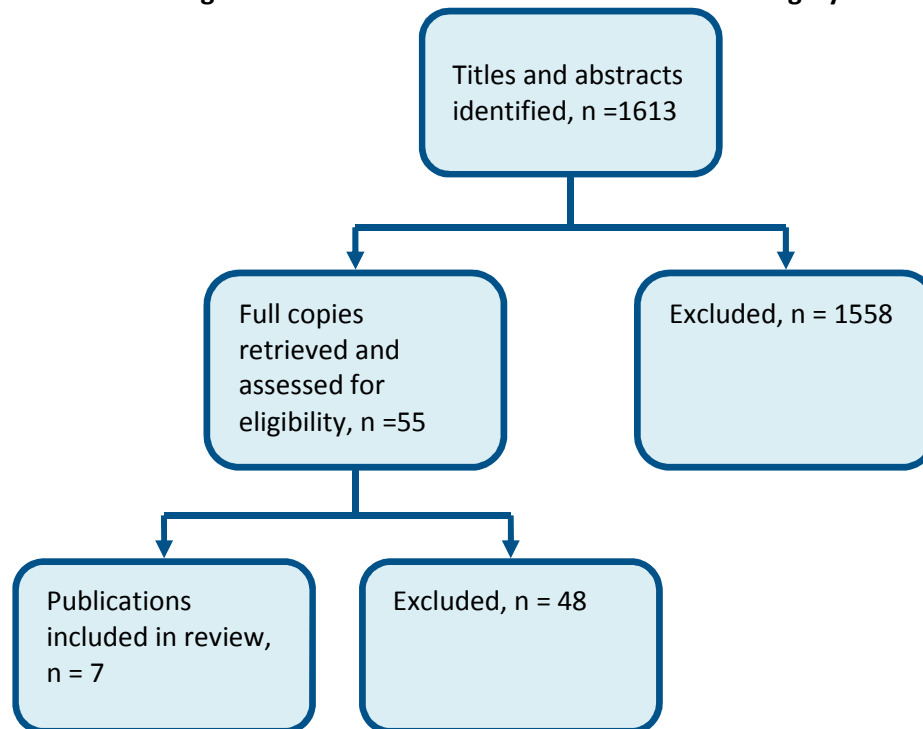 Titles and abstracts
identified, n =1613
Full copies
retrieved and
assessed for
eligibility, n =55
Excluded, n = 1558
Publications
included in review,
n = 7
Excluded, n = 48